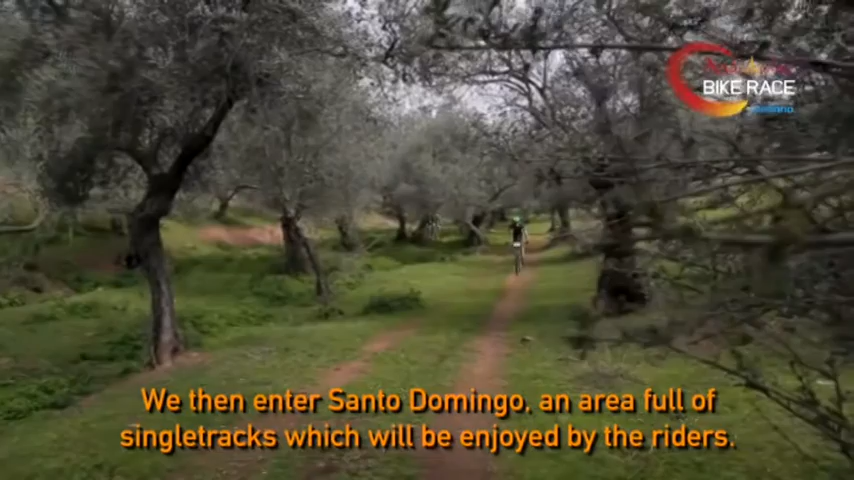 BIKE RACE
We then enter Santo Domingo, an area full of
singletracks which will be enjoyed by the riders.